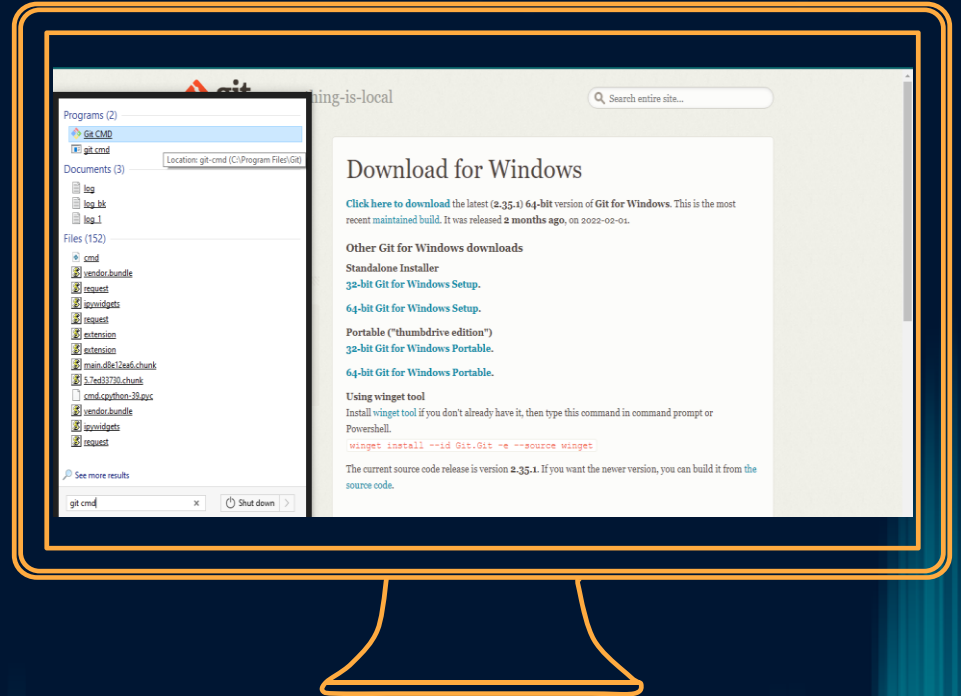 git
hing-is-local
Search entire site...
Programs (2)
Git CMD
git cmd
Location: git-cmd (C:\Program Files\Git)
Documents (3)
log
log_bk
log_1
Files (152)
cmd
vendor.bundle
request
ipywidgets
request
extension
extension
main.d8e12ea6.chunk
5.7ed33730.chunk
cmd.cpython-39.pyc
vendor.bundle
ipywidgets
request
See more results
git cmd
Shut down
Download for Windows
Click here to download the latest (2.35.1) 64-bit version of Git for Windows. This is the most
recent maintained build. It was released 2 months ago, on 2022-02-01.
Other Git for Windows downloads
Standalone Installer
32-bit Git for Windows Setup.
64-bit Git for Windows Setup.
Portable ("thumbdrive edition")
32-bit Git for Windows Portable.
64-bit Git for Windows Portable.
Using winget tool
Install winget tool if you don't already have it, then type this command in command prompt or
Powershell.
winget install --id Git.Git -e --source winget
The current source code release is version 2.35.1. If you want the newer version, you can build it from the
source code.